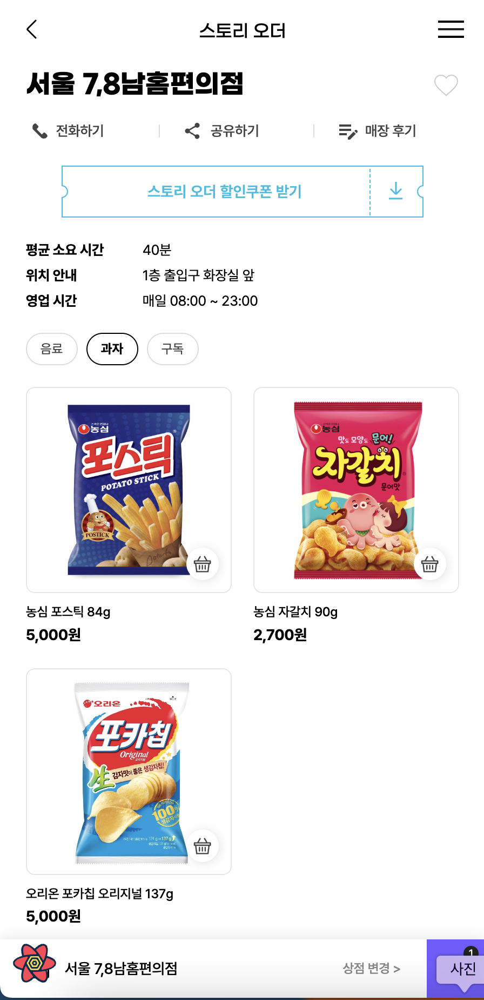 스토리 오더
서울 7,8남홈편의점
전화하기
공유하기
매장 후기
스토리 오더 할인쿠폰 받기
평균 소요 시간 40분
위치 안내 1층 출입구 화장실 앞
영업 시간 매일 08:00 ~ 23:00
음료
과자
구독
농심
포스틱
POTATO STICK
POSTICK
농심
맛도 모양도 문어!
자갈치
문어맛
농심 포스틱 84g
5,000원
농심 자갈치 90g
2,700원
오리온
포카칩
Original
오리지널
生
감자맛이 좋은 생감자칩!
100%
생감자
124g→137g
오리온 포카칩 오리지널 137g
5,000원
서울 7,8남홈편의점
상점 변경 >
1
사진